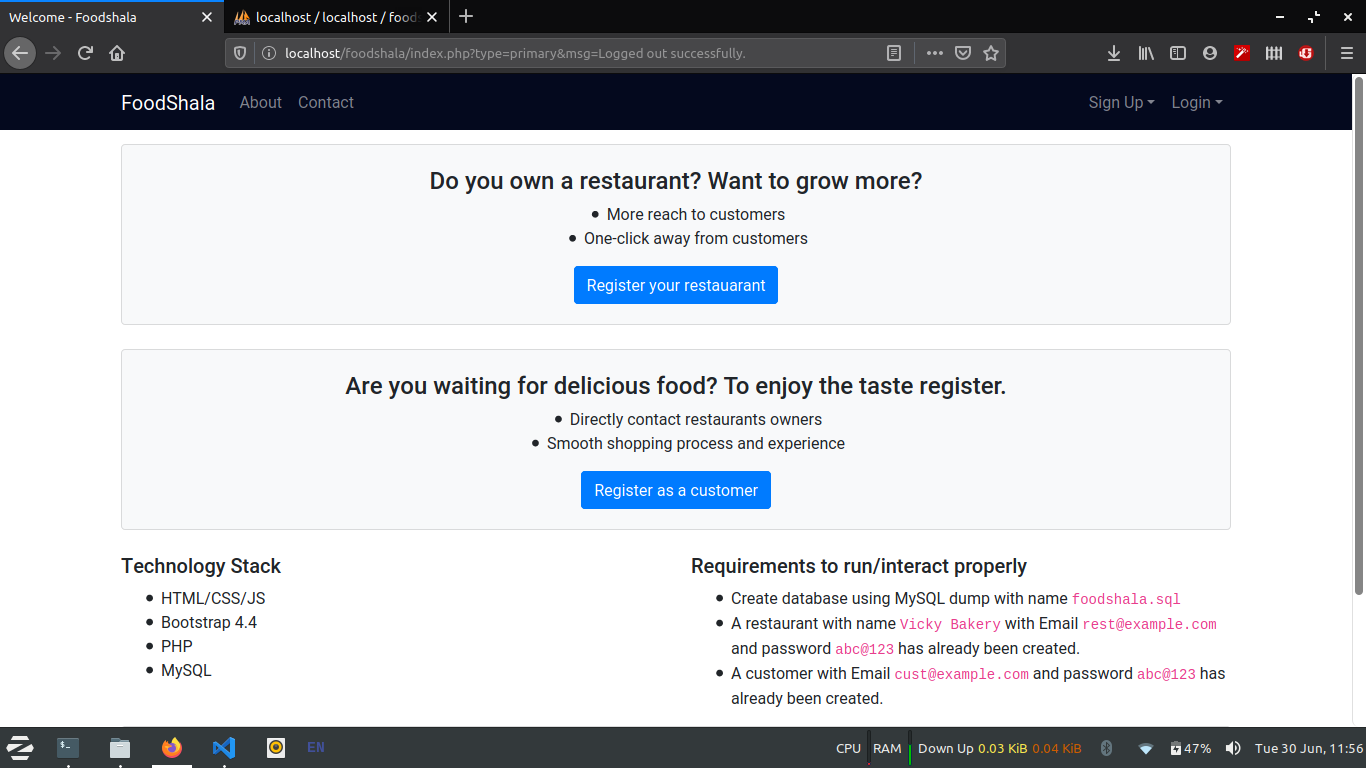 Welcome - Foodshala
localhost / localhost / foods
localhost/foodshala/index.php?type=primary&msg=Logged out successfully.
FoodShala About Contact Sign Up Login
Do you own a restaurant? Want to grow more?
More reach to customers
One-click away from customers
Register your restauarant
Are you waiting for delicious food? To enjoy the taste register.
Directly contact restaurants owners
Smooth shopping process and experience
Register as a customer
Technology Stack
HTML/CSS/JS
Bootstrap 4.4
PHP
MySQL
Requirements to run/interact properly
Create database using MySQL dump with name foodshala.sql
A restaurant with name Vicky Bakery with Email rest@example.com
and password abc@123 has already been created.
A customer with Email cust@example.com and password abc@123 has
already been created.
EN CPU RAM Down Up 0.03 KiB 0.04 KiB 47% Tue 30 Jun, 11:56